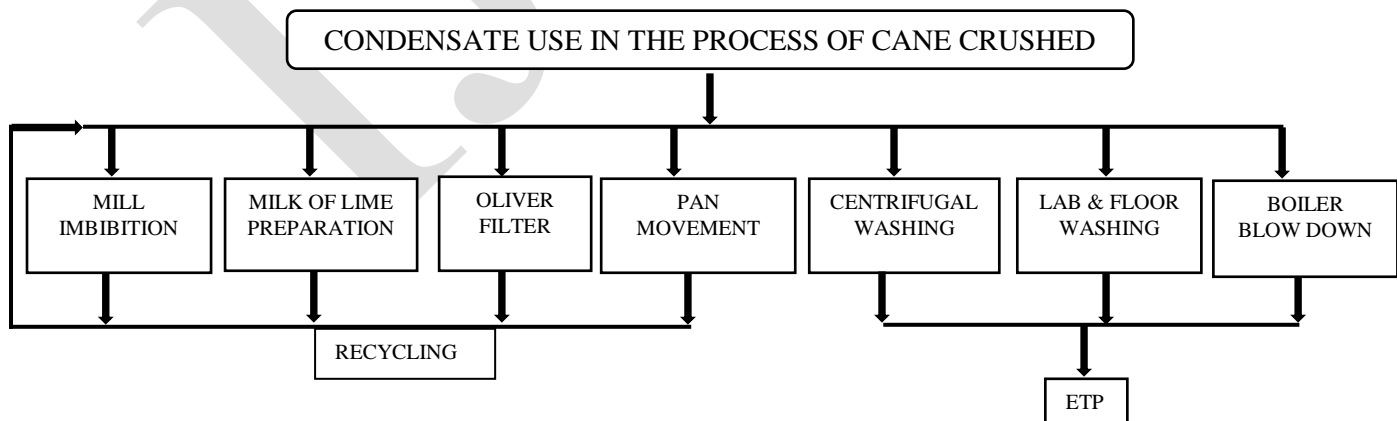 CONDENSATE USE IN THE PROCESS OF CANE CRUSHED
MILL
IMBIBITION
MILK OF LIME
PREPARATION
OLIVER
FILTER
PAN
MOVEMENT
CENTRIFUGAL
WASHING
LAB & FLOOR
WASHING
BOILER
BLOW DOWN
RECYCLING
ETP